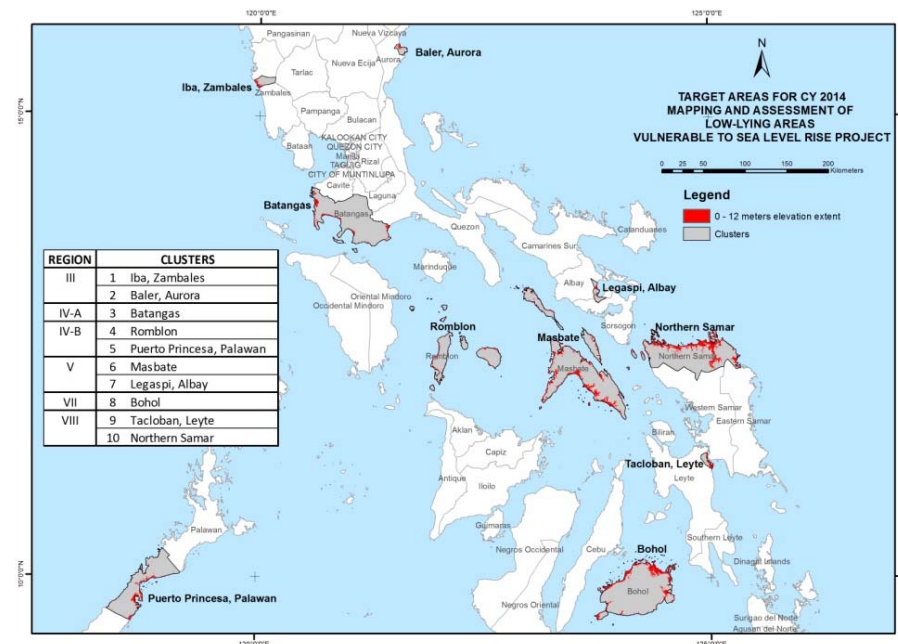 120°0'0"E
125°0'0"E
Pangasinan
Nueva Vizcaya
Aurora
Baler, Aurora
Nueva Ecija
Tarlac
Iba, Zambales
Zambales
Pampanga
Bulacan
Bataan
KALOOKAN CITY
QUEZON CITY
Manila
Rizal
TAGUIG
CITY OF MUNTINLUPA
Cavite
Laguna
Batangas
Batangas
Quezon
15°0'0"N
N
TARGET AREAS FOR CY 2014
MAPPING AND ASSESSMENT OF
LOW-LYING AREAS
VULNERABLE TO SEA LEVEL RISE PROJECT
0 25 50 100 150 200
Kilometers
Legend
0 - 12 meters elevation extent
Clusters
Camarines Sur
Catanduanes
Marinduque
Albay
Legaspi, Albay
Sorsogon
Oriental Mindoro
Occidental Mindoro
REGION CLUSTERS
III 1 Iba, Zambales
2 Baler, Aurora
IV-A 3 Batangas
IV-B 4 Romblon
5 Puerto Princesa, Palawan
V 6 Masbate
7 Legaspi, Albay
VII 8 Bohol
VIII 9 Tacloban, Leyte
10 Northern Samar
Romblon
Romblon
Masbate
Masbate
Northern Samar
Northern Samar
Western Samar
Eastern Samar
Biliran
Tacloban, Leyte
Leyte
Aklan
Capiz
Antique
Iloilo
Guimaras
Negros Occidental
Cebu
Southern Leyte
Dinagat Islands
Bohol
Bohol
Negros Oriental
Surigao del Norte
Agusan del Norte
Palawan
10°0'0"N
Puerto Princesa, Palawan
120°0'0"E